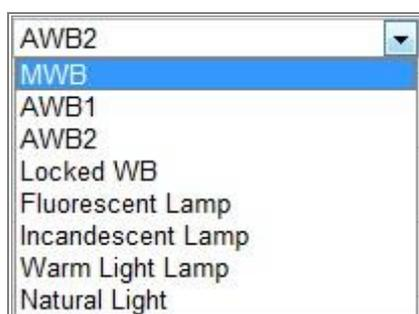 AWB2
MWB
AWB1
AWB2
Locked WB
Fluorescent Lamp
Incandescent Lamp
Warm Light Lamp
Natural Light